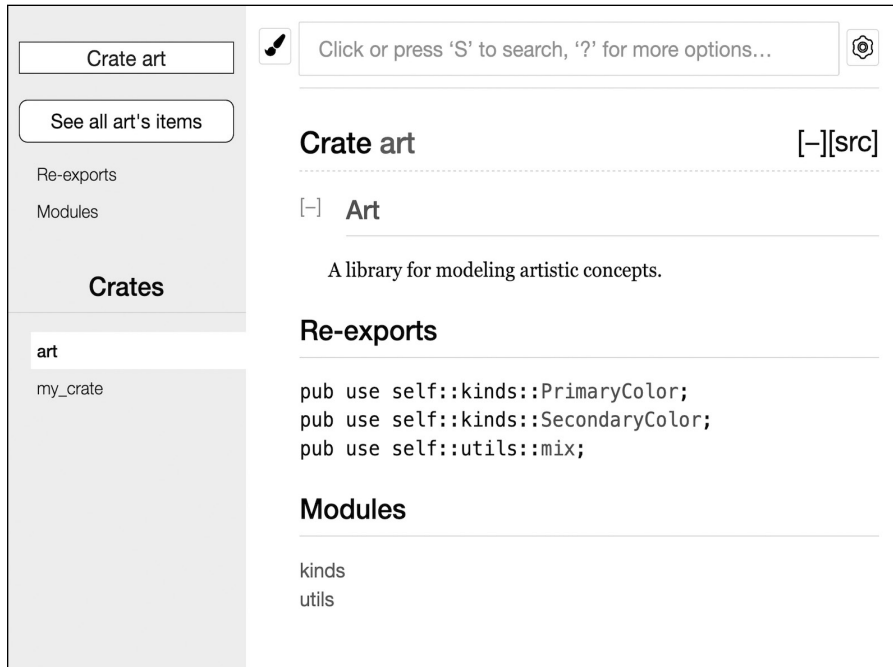 Crate art
See all art's items
Re-exports
Modules
Crates
art
my_crate
Click or press ‘S’ to search, ‘?’ for more options…
Crate art [–][src]
[–] Art
A library for modeling artistic concepts.
Re-exports
pub use self::kinds::PrimaryColor;
pub use self::kinds::SecondaryColor;
pub use self::utils::mix;
Modules
kinds
utils